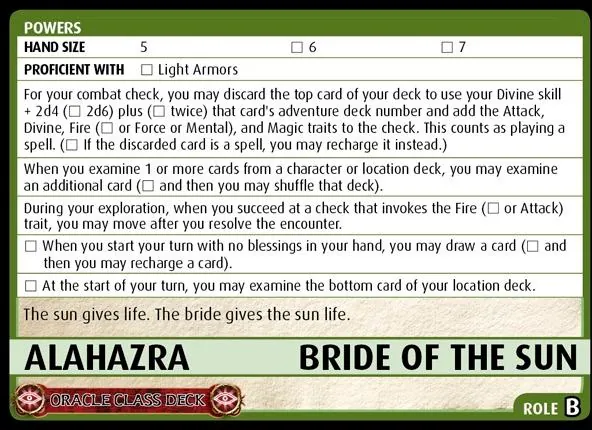 POWERS
HAND SIZE 5 □ 6 □ 7
PROFICIENT WITH □ Light Armors
For your combat check, you may discard the top card of your deck to use your Divine skill
+ 2d4 (□ 2d6) plus (□ twice) that card's adventure deck number and add the Attack,
Divine, Fire (□ or Force or Mental), and Magic traits to the check. This counts as playing a
spell. (□ If the discarded card is a spell, you may recharge it instead.)
When you examine 1 or more cards from a character or location deck, you may examine
an additional card (□ and then you may shuffle that deck).
During your exploration, when you succeed at a check that invokes the Fire (□ or Attack)
trait, you may move after you resolve the encounter.
□ When you start your turn with no blessings in your hand, you may draw a card (□ and
then you may recharge a card).
□ At the start of your turn, you may examine the bottom card of your location deck.
The sun gives life. The bride gives the sun life.
ALAHAZRA BRIDE OF THE SUN
ORACLE CLASS DECK
ROLE B